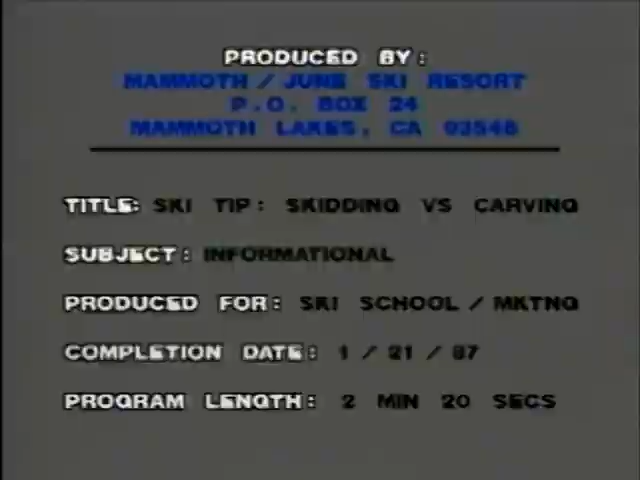 PRODUCED BY:
MAMMOTH / JUNE SKI RESORT
P.O. BOX 24
MAMMOTH LAKES, CA 93546
TITLE: SKI TIP: SKIDDING VS CARVING
SUBJECT: INFORMATIONAL
PRODUCED FOR: SKI SCHOOL / MKTNG
COMPLETION DATE: 1 / 21 / 87
PROGRAM LENGTH: 2 MIN 20 SECS